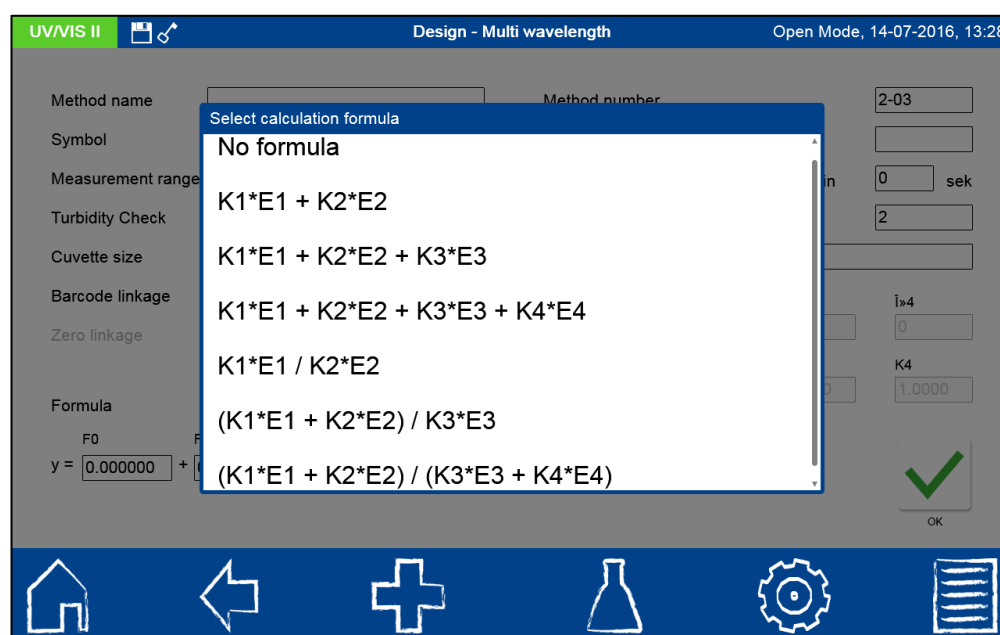 UV/VIS II
Design - Multi wavelength
Open Mode, 14-07-2016, 13:28
Method name
Method number
2-03
Select calculation formula
Symbol
No formula
Measurement range
in
0
sek
K1*E1 + K2*E2
Turbidity Check
2
Cuvette size
K1*E1 + K2*E2 + K3*E3
Barcode linkage
K1*E1 + K2*E2 + K3*E3 + K4*E4
λ4
Zero linkage
0
K1*E1 / K2*E2
K4
1.0000
Formula
(K1*E1 + K2*E2) / K3*E3
F0
y = 0.000000 +
(K1*E1 + K2*E2) / (K3*E3 + K4*E4)
OK